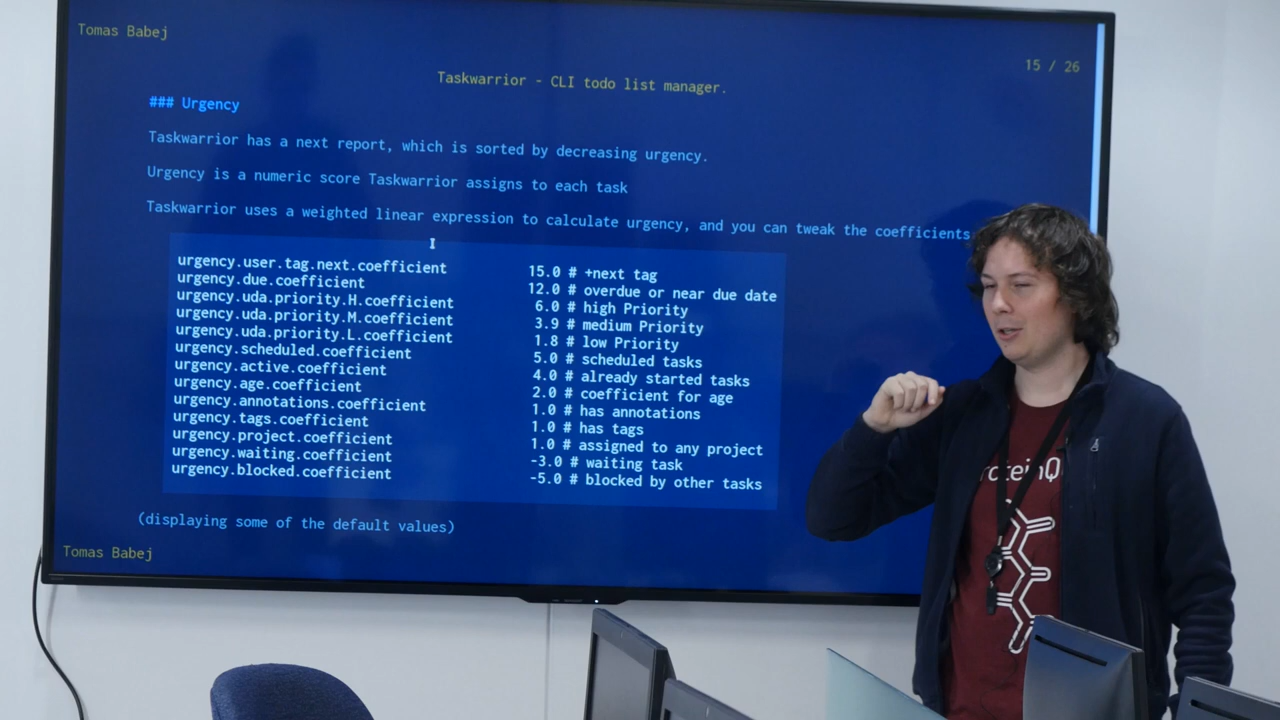 Tomas Babej
15 / 26
Taskwarrior - CLI todo list manager.
### Urgency
Taskwarrior has a next report, which is sorted by decreasing urgency.
Urgency is a numeric score Taskwarrior assigns to each task
Taskwarrior uses a weighted linear expression to calculate urgency, and you can tweak the coefficients
urgency.user.tag.next.coefficient 15.0 # +next tag
urgency.due.coefficient 12.0 # overdue or near due date
urgency.uda.priority.H.coefficient 6.0 # high Priority
urgency.uda.priority.M.coefficient 3.9 # medium Priority
urgency.uda.priority.L.coefficient 1.8 # low Priority
urgency.scheduled.coefficient 5.0 # scheduled tasks
urgency.active.coefficient 4.0 # already started tasks
urgency.age.coefficient 2.0 # coefficient for age
urgency.annotations.coefficient 1.0 # has annotations
urgency.tags.coefficient 1.0 # has tags
urgency.project.coefficient 1.0 # assigned to any project
urgency.waiting.coefficient -3.0 # waiting task
urgency.blocked.coefficient -5.0 # blocked by other tasks
(displaying some of the default values)
Tomas Babej